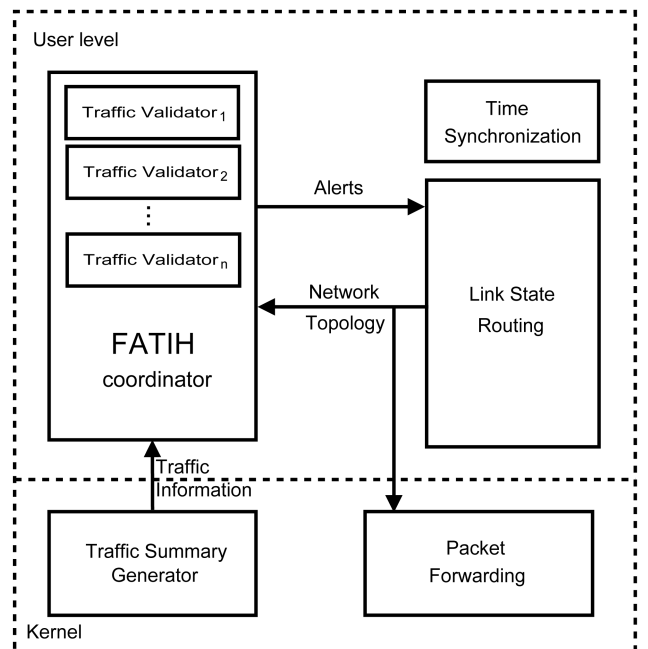 User level
Traffic Validator1
Traffic Validator2
Traffic Validatorn
FATIH
coordinator
Time
Synchronization
Alerts
Network
Topology
Link State
Routing
Traffic
Information
Traffic Summary
Generator
Packet
Forwarding
Kernel